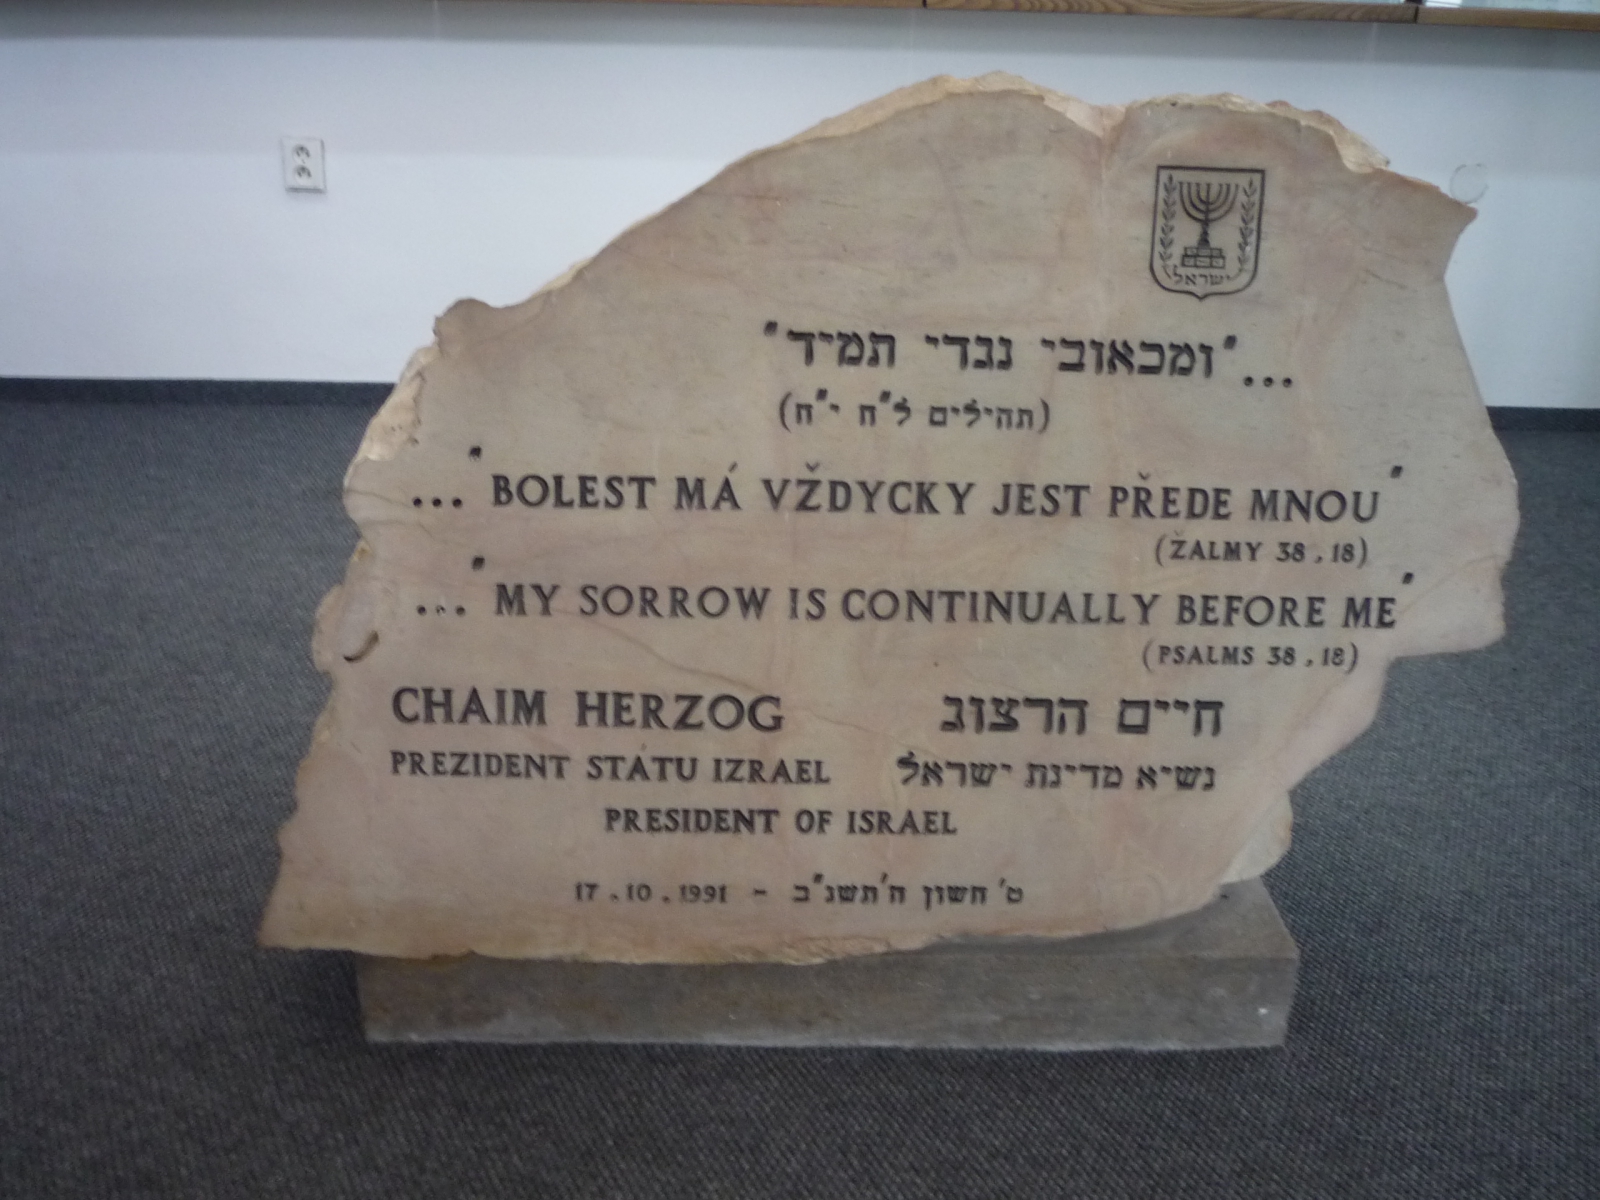 ישראל
..."ומכאובי נגדי תמיד"
(תהילים ל"ח י"ח)
..."BOLEST MÁ VŽDYCKY JEST PŘEDE MNOU"
(ŽALMY 38,18)
..."MY SORROW IS CONTINUALLY BEFORE ME"
(PSALMS 38,18)
CHAIM HERZOG חיים הרצוג
PREZIDENT STÁTU IZRAEL נשיא מדינת ישראל
PRESIDENT OF ISRAEL
17.10.1991 - ט' חשון ה'תשנ"ב